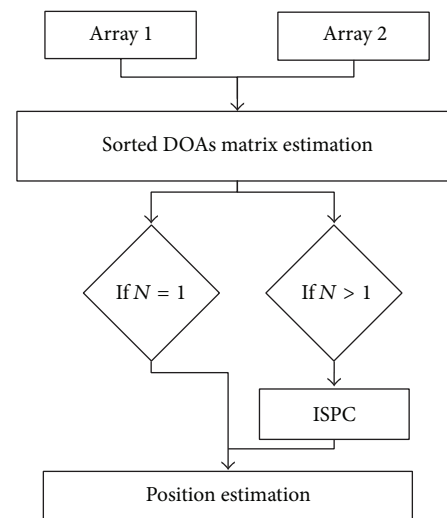 Array 1
Array 2
Sorted DOAs matrix estimation
If N = 1
If N > 1
ISPC
Position estimation